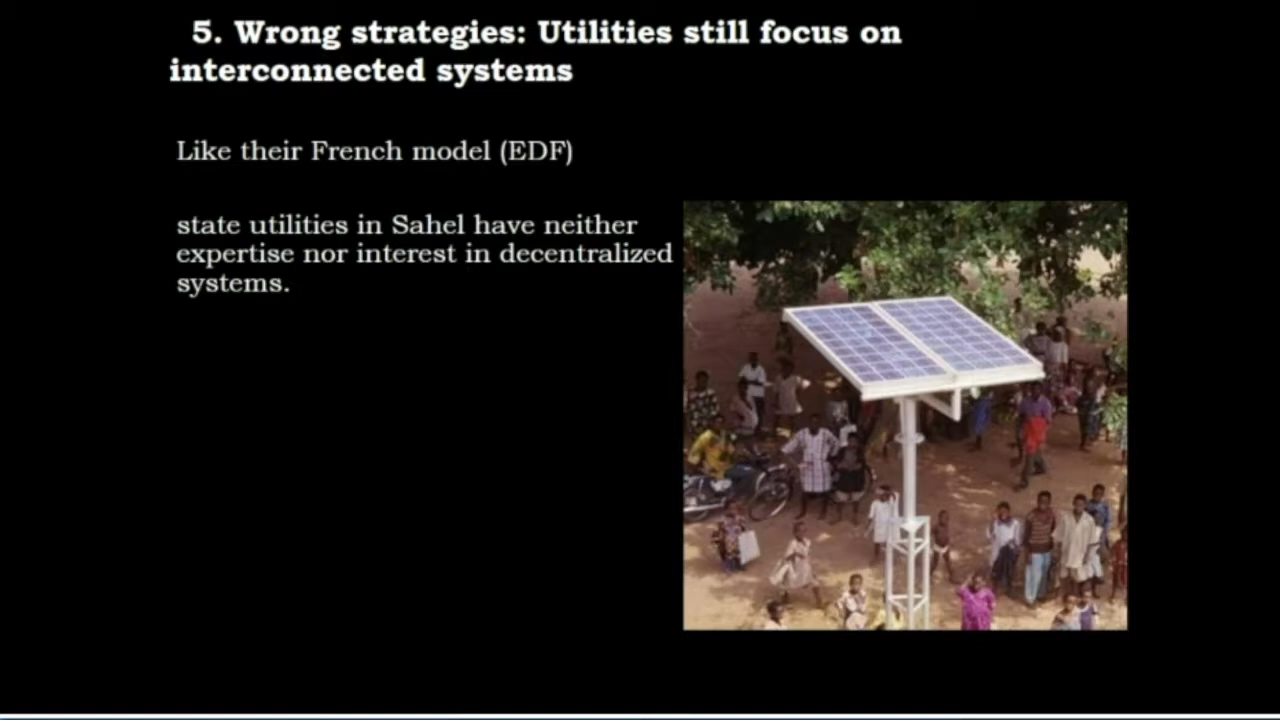 5. Wrong strategies: Utilities still focus on
interconnected systems
Like their French model (EDF)
state utilities in Sahel have neither
expertise nor interest in decentralized
systems.